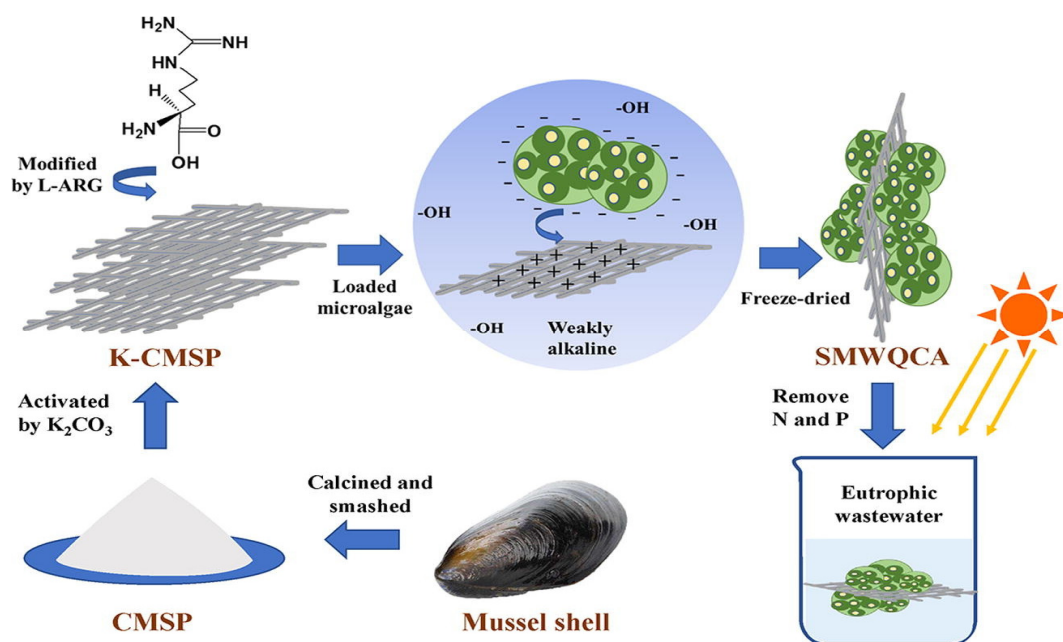 H₂N
NH
HN
H
H₂N
O
OH
Modified
by L-ARG
K-CMSP
Loaded
microalgae
-OH
-OH
-OH
-OH
Weakly
alkaline
Freeze-dried
SMWQCA
Activated
by K₂CO₃
Remove
N and P
Calcined and
smashed
Eutrophic
wastewater
CMSP
Mussel shell